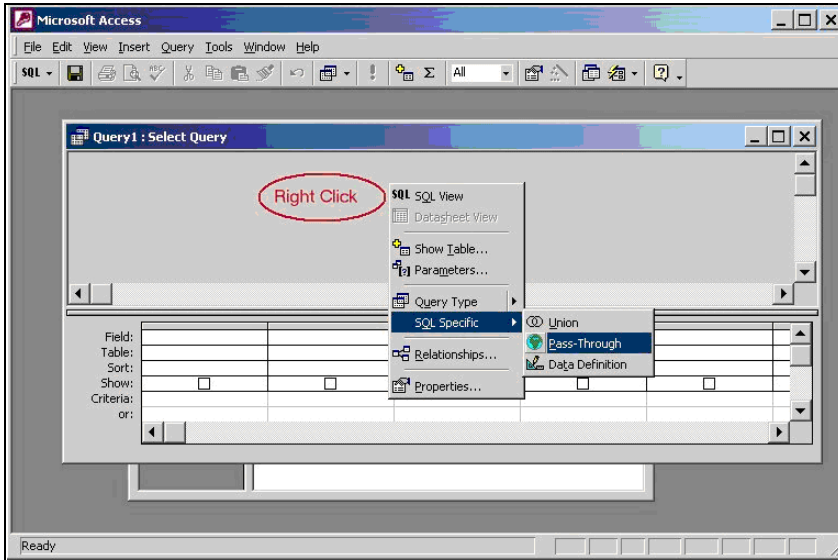 Microsoft Access
File Edit View Insert Query Tools Window Help
SQL ABC Σ All
Query1 : Select Query
Right Click
SQL SQL View
Datasheet View
Show Table...
Parameters...
Query Type
SQL Specific
Union
Pass-Through
Data Definition
Relationships...
Properties...
Field:
Table:
Sort:
Show:
Criteria:
or:
Ready